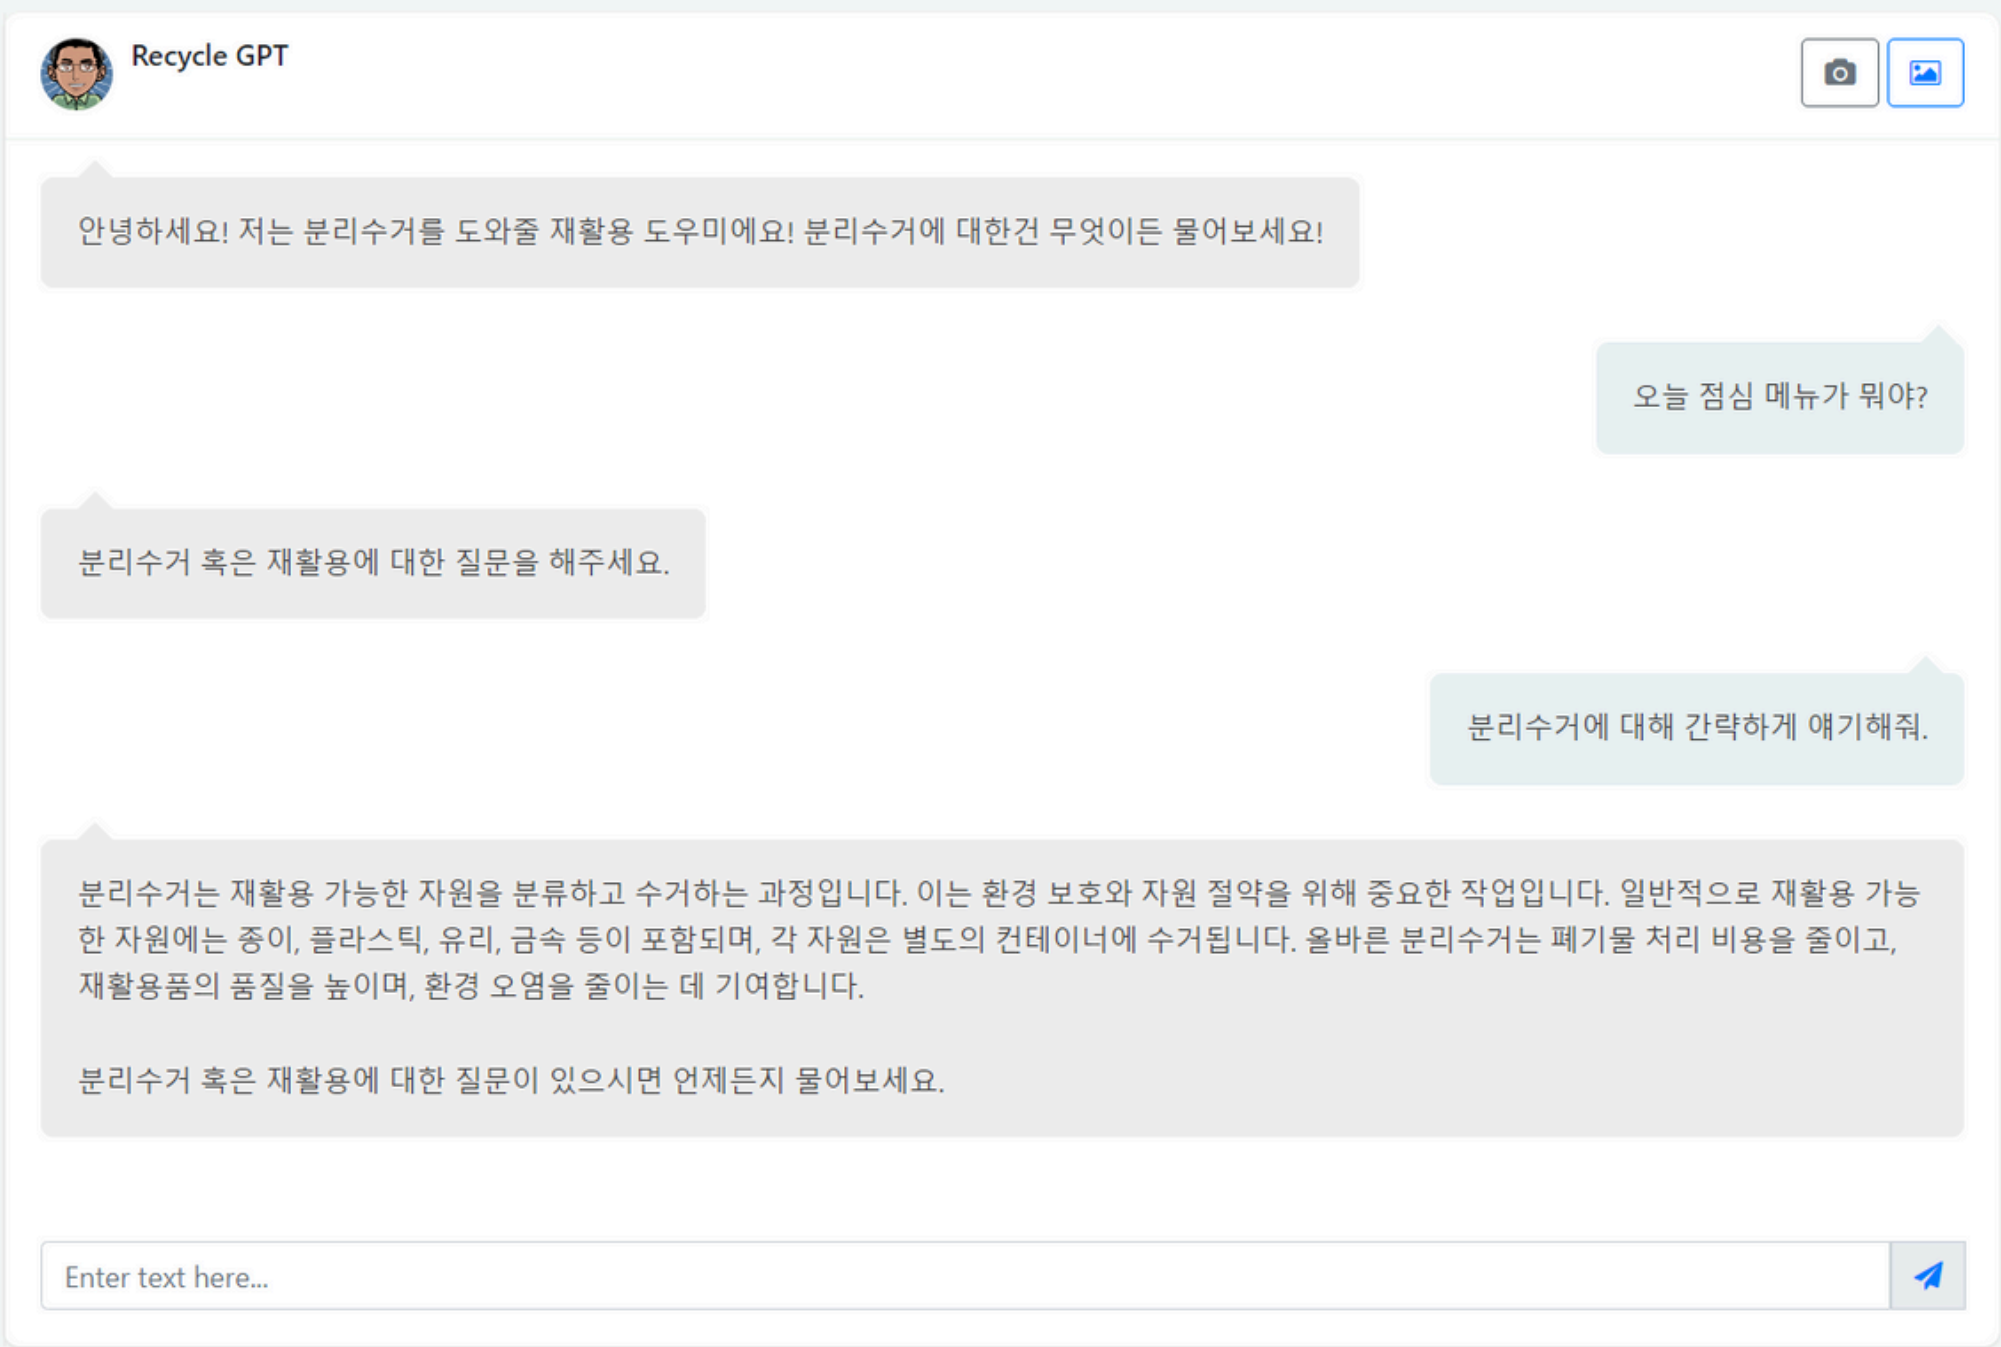 Recycle GPT
안녕하세요! 저는 분리수거를 도와줄 재활용 도우미에요! 분리수거에 대한건 무엇이든 물어보세요!
오늘 점심 메뉴가 뭐야?
분리수거 혹은 재활용에 대한 질문을 해주세요.
분리수거에 대해 간략하게 얘기해줘.
분리수거는 재활용 가능한 자원을 분류하고 수거하는 과정입니다. 이는 환경 보호와 자원 절약을 위해 중요한 작업입니다. 일반적으로 재활용 가능
한 자원에는 종이, 플라스틱, 유리, 금속 등이 포함되며, 각 자원은 별도의 컨테이너에 수거됩니다. 올바른 분리수거는 폐기물 처리 비용을 줄이고,
재활용품의 품질을 높이며, 환경 오염을 줄이는 데 기여합니다.
분리수거 혹은 재활용에 대한 질문이 있으시면 언제든지 물어보세요.
Enter text here...